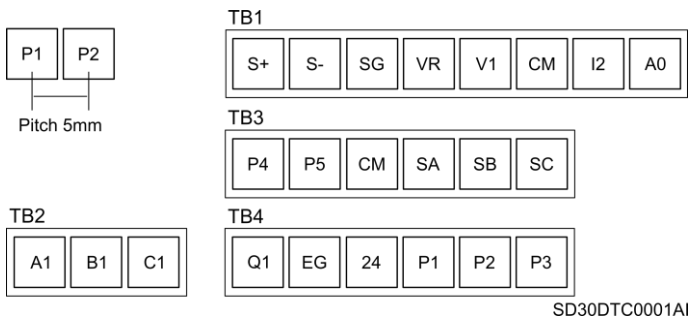 TB1
P1 P2
S+ S- SG VR V1 CM I2 A0
Pitch 5mm
TB3
P4 P5 CM SA SB SC
TB2
A1 B1 C1
TB4
Q1 EG 24 P1 P2 P3